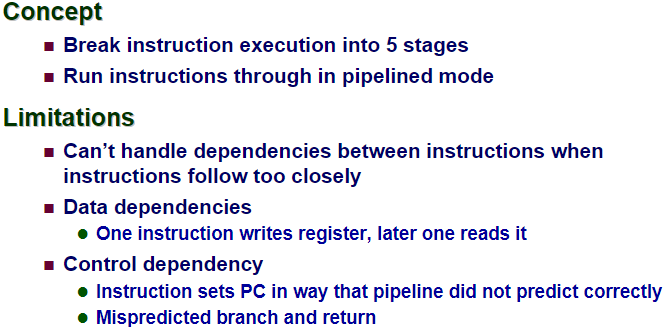 Concept
Break instruction execution into 5 stages
Run instructions through in pipelined mode
Limitations
Can't handle dependencies between instructions when
instructions follow too closely
Data dependencies
One instruction writes register, later one reads it
Control dependency
Instruction sets PC in way that pipeline did not predict correctly
Mispredicted branch and return